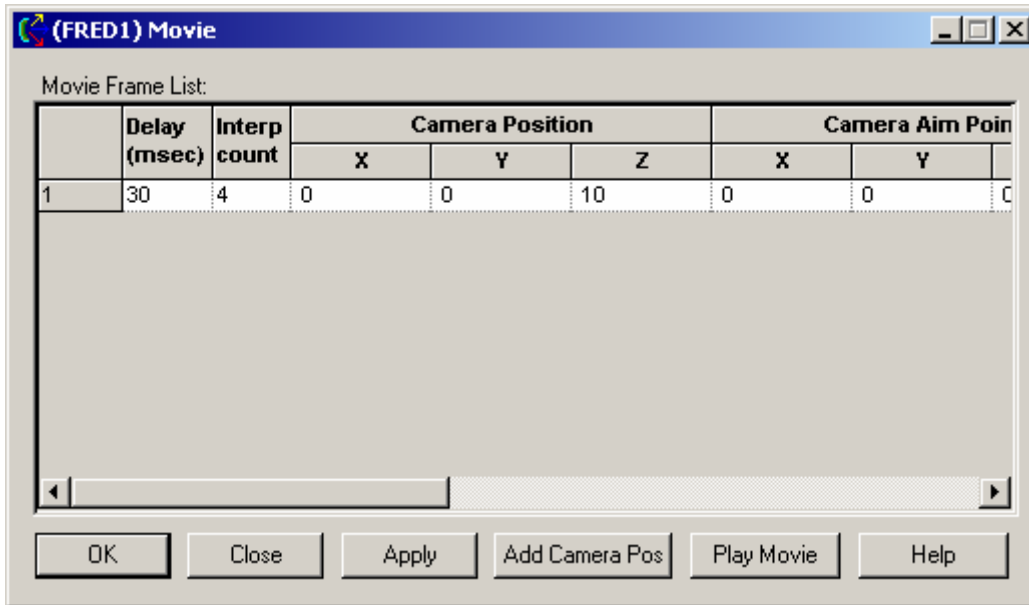 (FRED1) Movie
Movie Frame List:
Delay (msec) Interp count Camera Position Camera Aim Poin
X Y Z X Y
1 30 4 0 0 10 0 0 0
OK Close Apply Add Camera Pos Play Movie Help